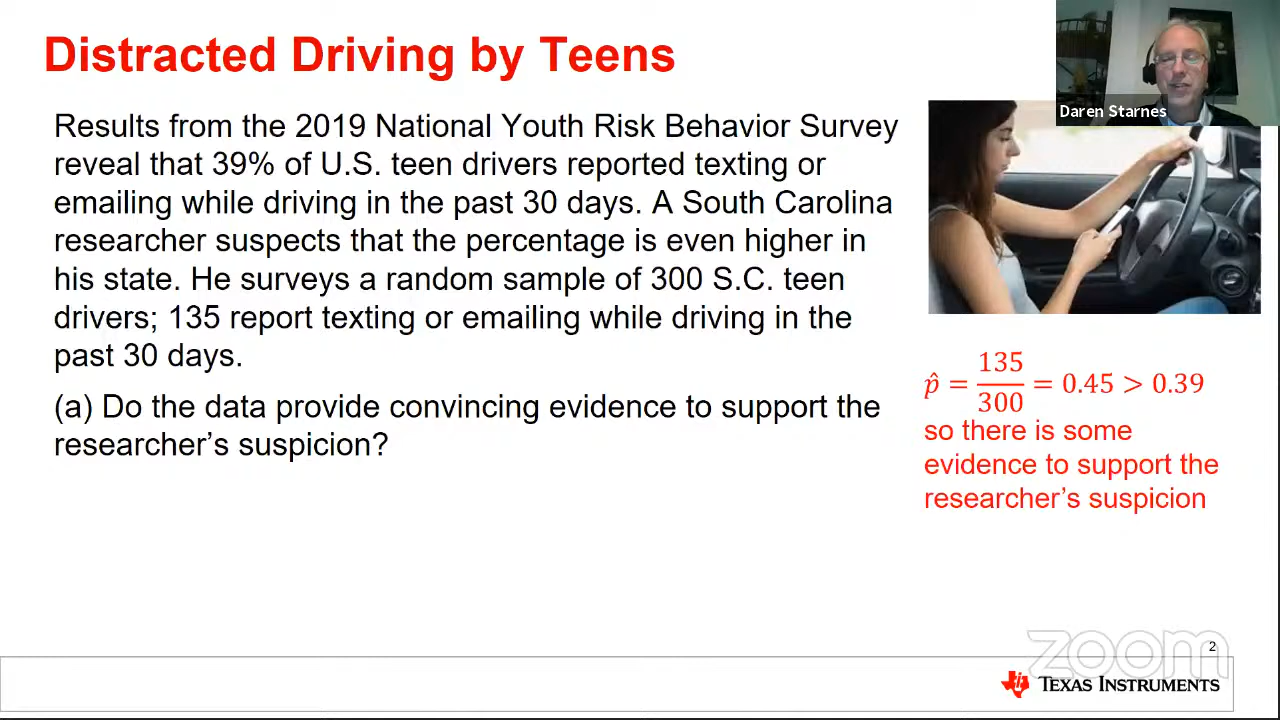 Distracted Driving by Teens
Daren Starnes
Results from the 2019 National Youth Risk Behavior Survey
reveal that 39% of U.S. teen drivers reported texting or
emailing while driving in the past 30 days. A South Carolina
researcher suspects that the percentage is even higher in
his state. He surveys a random sample of 300 S.C. teen
drivers; 135 report texting or emailing while driving in the
past 30 days.
(a) Do the data provide convincing evidence to support the
researcher’s suspicion?
p̂ = 135/300 = 0.45 > 0.39
so there is some
evidence to support the
researcher’s suspicion
zoom
2
TEXAS INSTRUMENTS